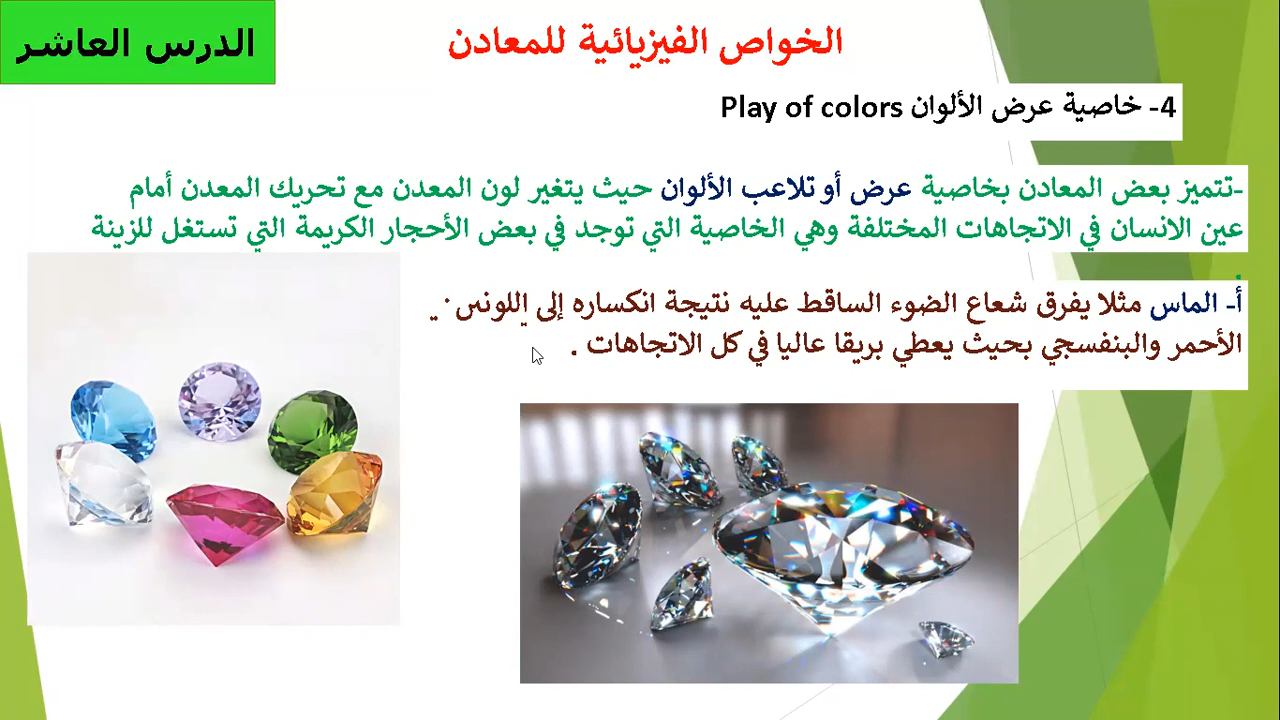 الدرس العاشر
الخواص الفيزيائية للمعادن
4- خاصية عرض الألوان Play of colors
-تتميز بعض المعادن بخاصية عرض أو تلاعب الألوان حيث يتغير لون المعدن مع تحريك المعدن أمام
عين الانسان في الاتجاهات المختلفة وهي الخاصية التي توجد في بعض الأحجار الكريمة التي تستغل للزينة
.
أ- الماس مثلا يفرق شعاع الضوء الساقط عليه نتيجة انكساره إلى اللونين
الأحمر والبنفسجي بحيث يعطي بريقا عاليا في كل الاتجاهات .